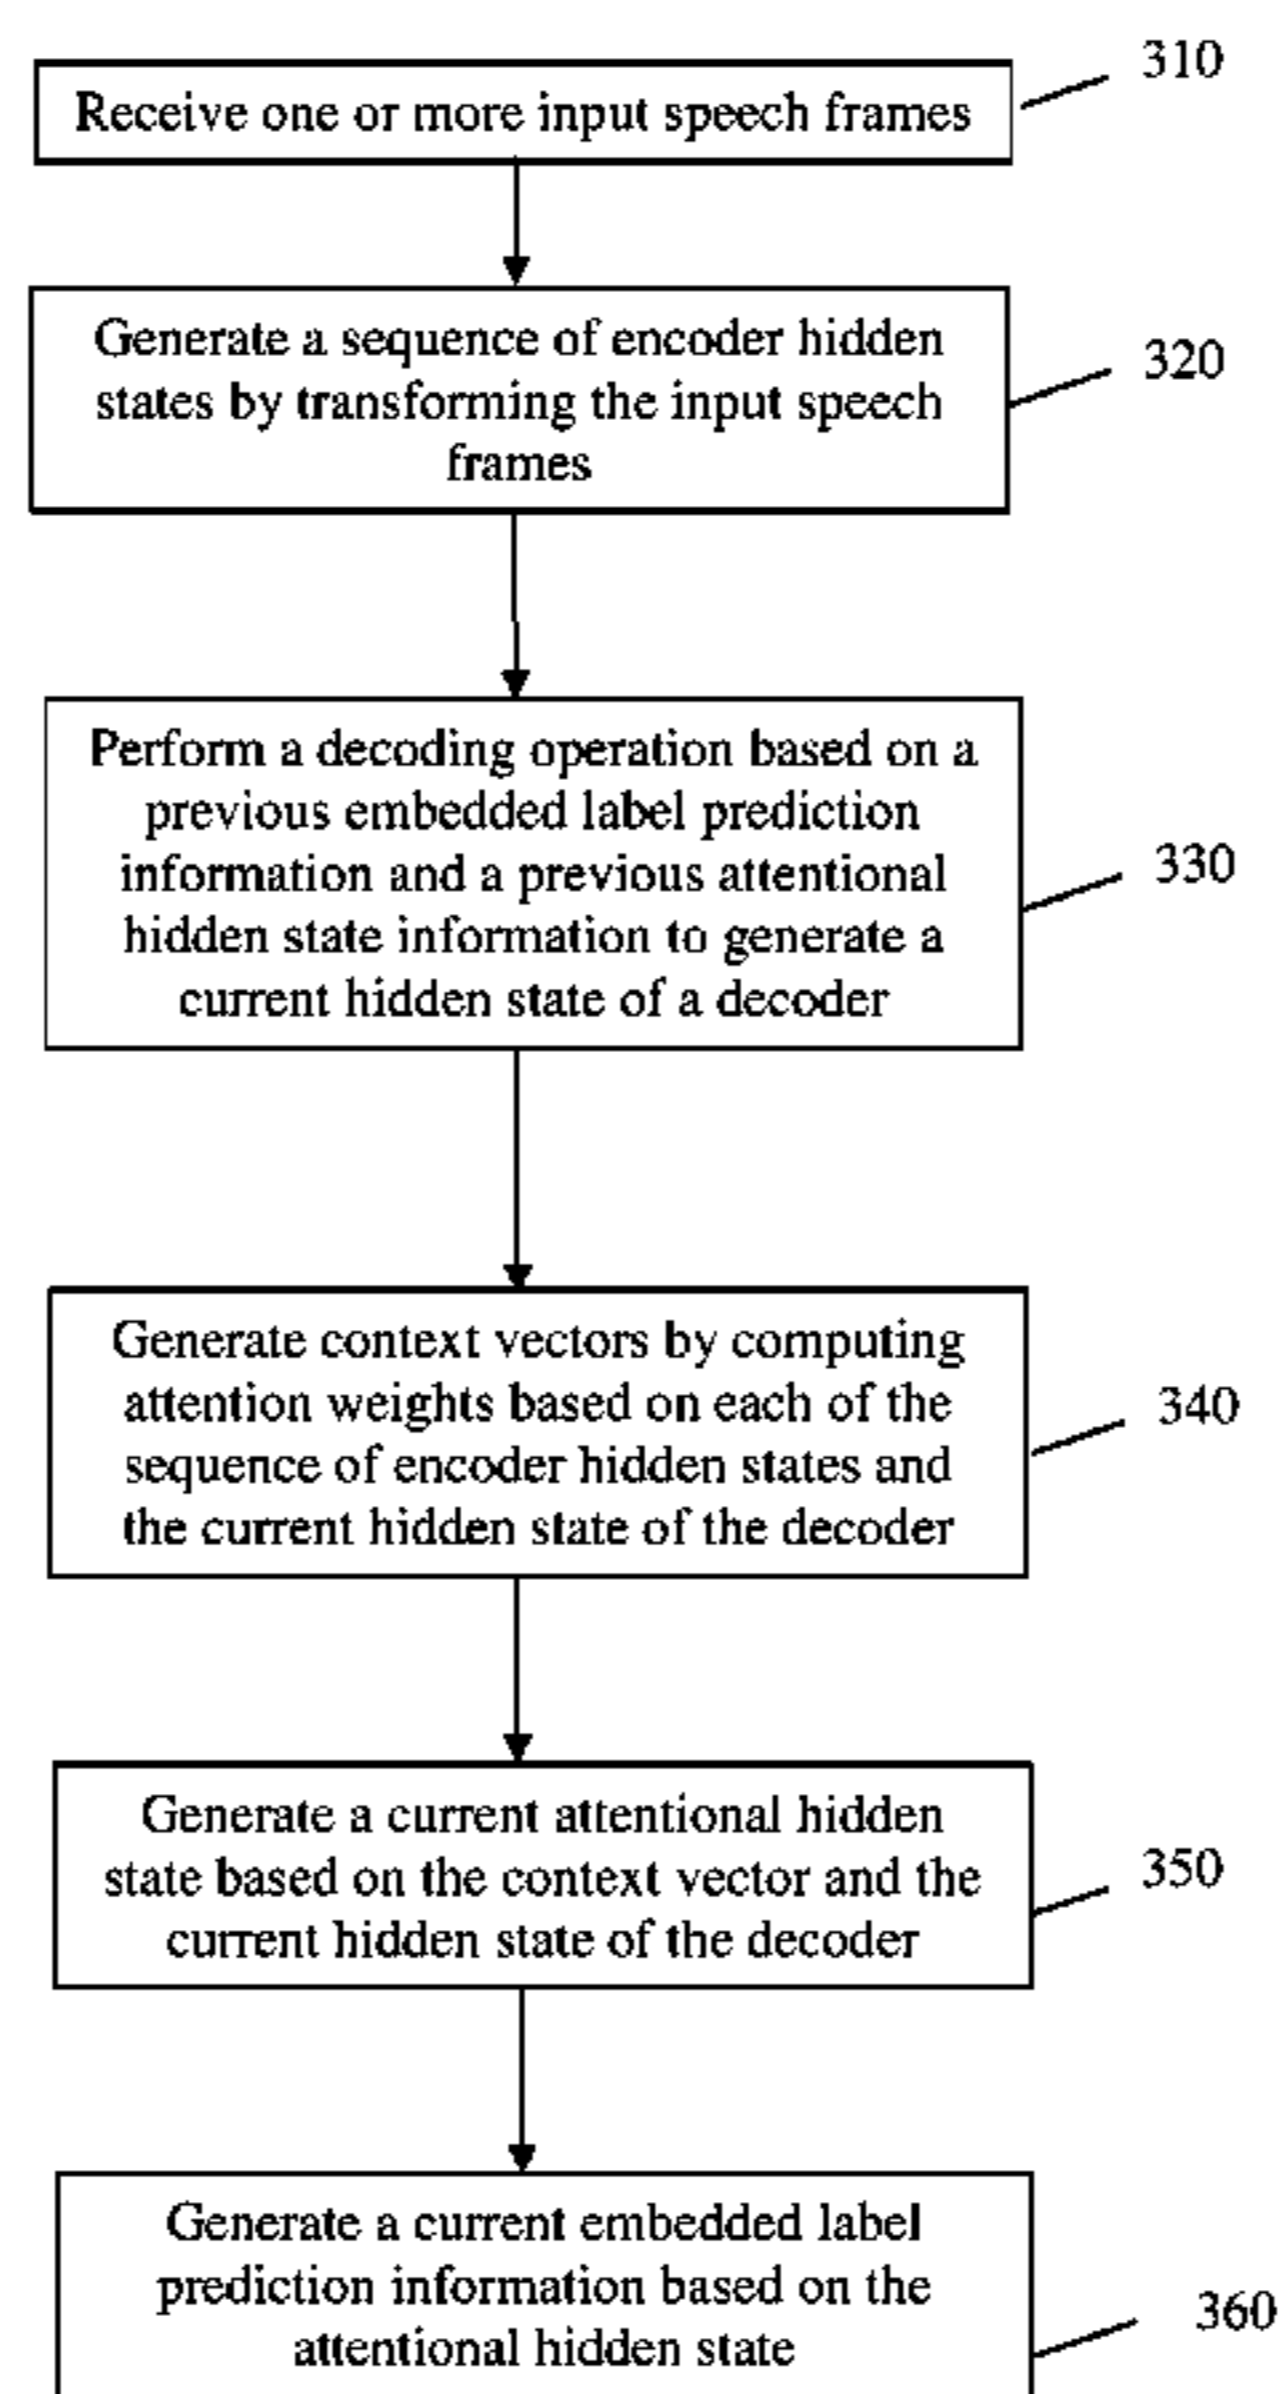 310
Receive one or more input speech frames
Generate a sequence of encoder hidden
states by transforming the input speech
frames
320
Perform a decoding operation based on a
previous embedded label prediction
information and a previous attentional
hidden state information to generate a
current hidden state of a decoder
330
Generate context vectors by computing
attention weights based on each of the
sequence of encoder hidden states and
the current hidden state of the decoder
340
Generate a current attentional hidden
state based on the context vector and the
current hidden state of the decoder
350
Generate a current embedded label
prediction information based on the
attentional hidden state
360